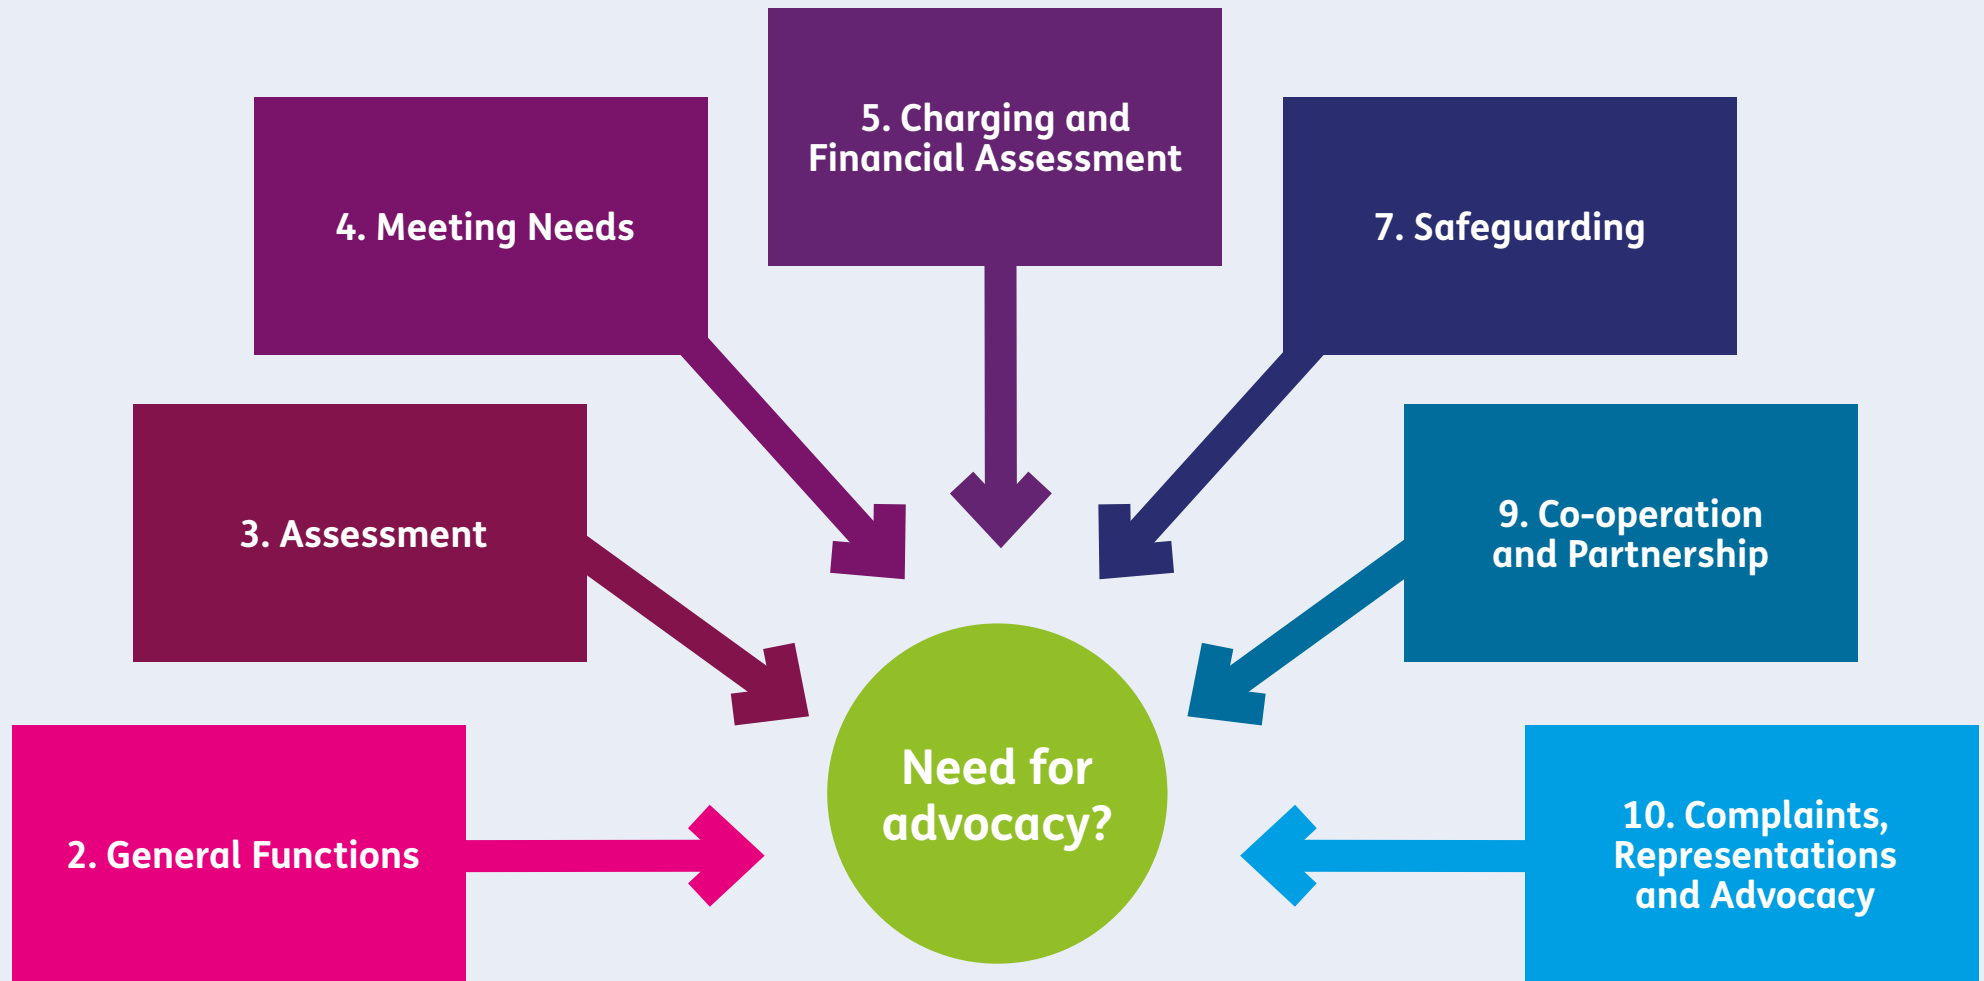 2. General Functions
3. Assessment
4. Meeting Needs
5. Charging and
Financial Assessment
7. Safeguarding
9. Co-operation
and Partnership
10. Complaints,
Representations
and Advocacy
Need for
advocacy?